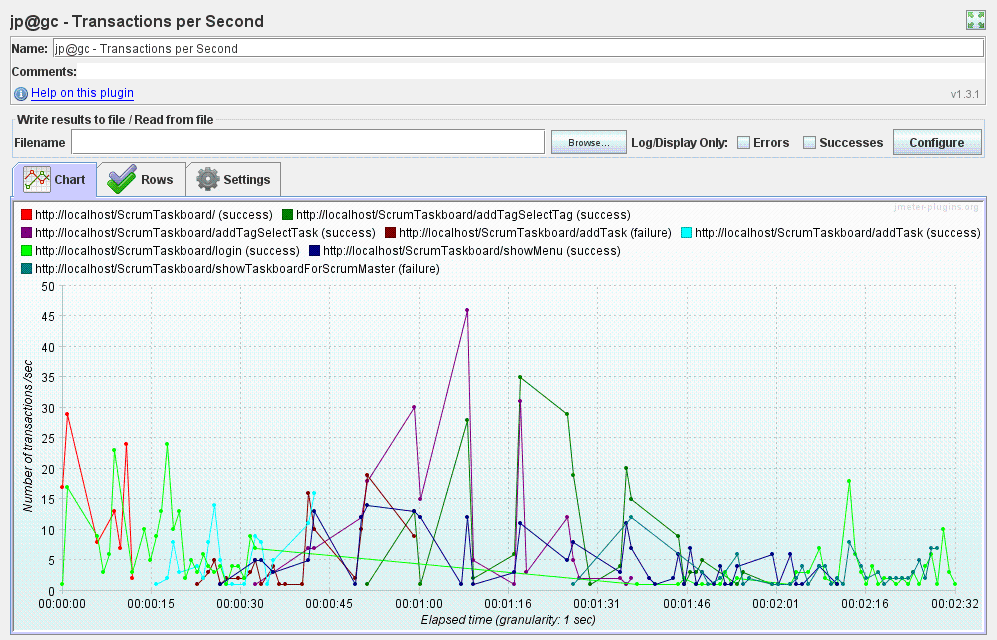 jp@gc - Transactions per Second
Name: jp@gc - Transactions per Second
Comments:
Help on this plugin v1.3.1
Write results to file / Read from file
Filename Browse... Log/Display Only: Errors Successes Configure
Chart Rows Settings
jmeter-plugins.org
http://localhost/ScrumTaskboard/ (success) http://localhost/ScrumTaskboard/addTagSelectTag (success)
http://localhost/ScrumTaskboard/addTagSelectTask (success) http://localhost/ScrumTaskboard/addTask (failure) http://localhost/ScrumTaskboard/addTask (success)
http://localhost/ScrumTaskboard/login (success) http://localhost/ScrumTaskboard/showMenu (success)
http://localhost/ScrumTaskboard/showTaskboardForScrumMaster (failure)
Number of transactions /sec
50
45
40
35
30
25
20
15
10
5
0
00:00:00 00:00:15 00:00:30 00:00:45 00:01:00 00:01:16 00:01:31 00:01:46 00:02:01 00:02:16 00:02:32
Elapsed time (granularity: 1 sec)